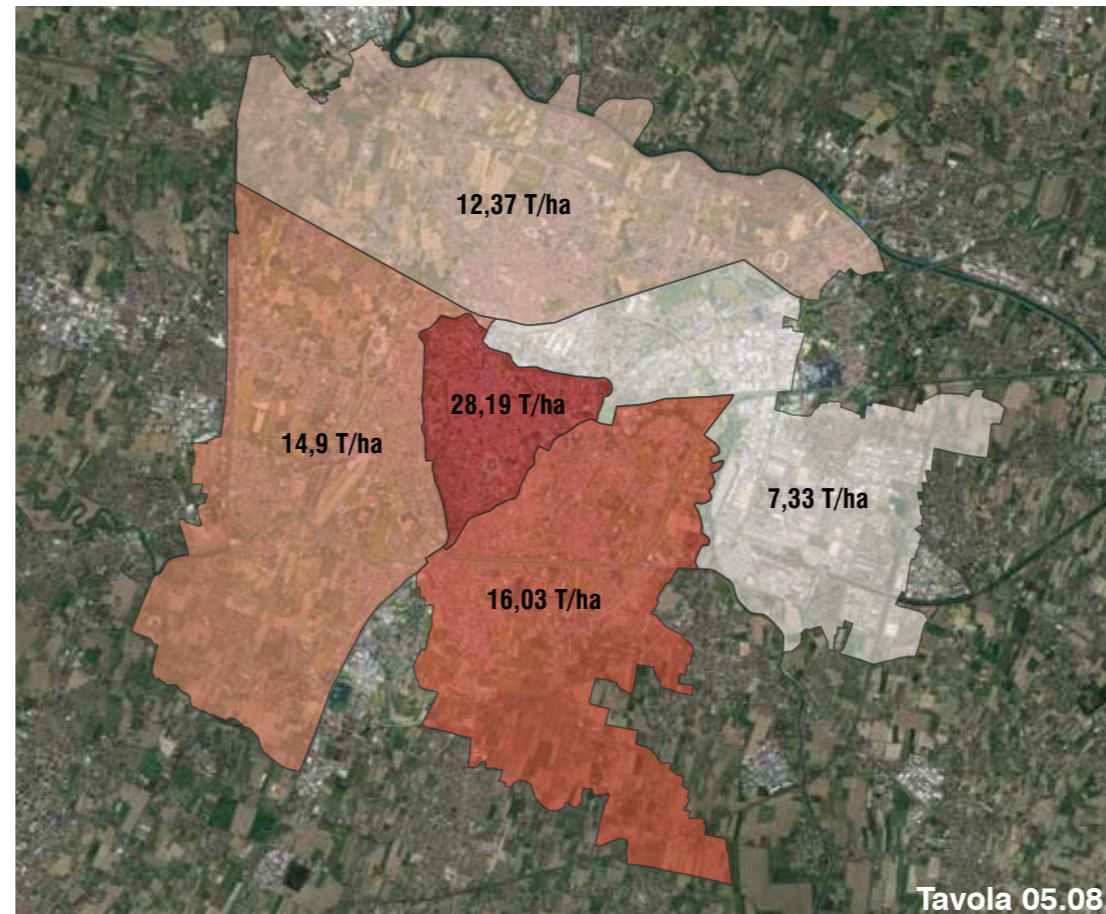 12,37 T/ha
28,19 T/ha
14,9 T/ha
7,33 T/ha
16,03 T/ha
Tavola 05.08